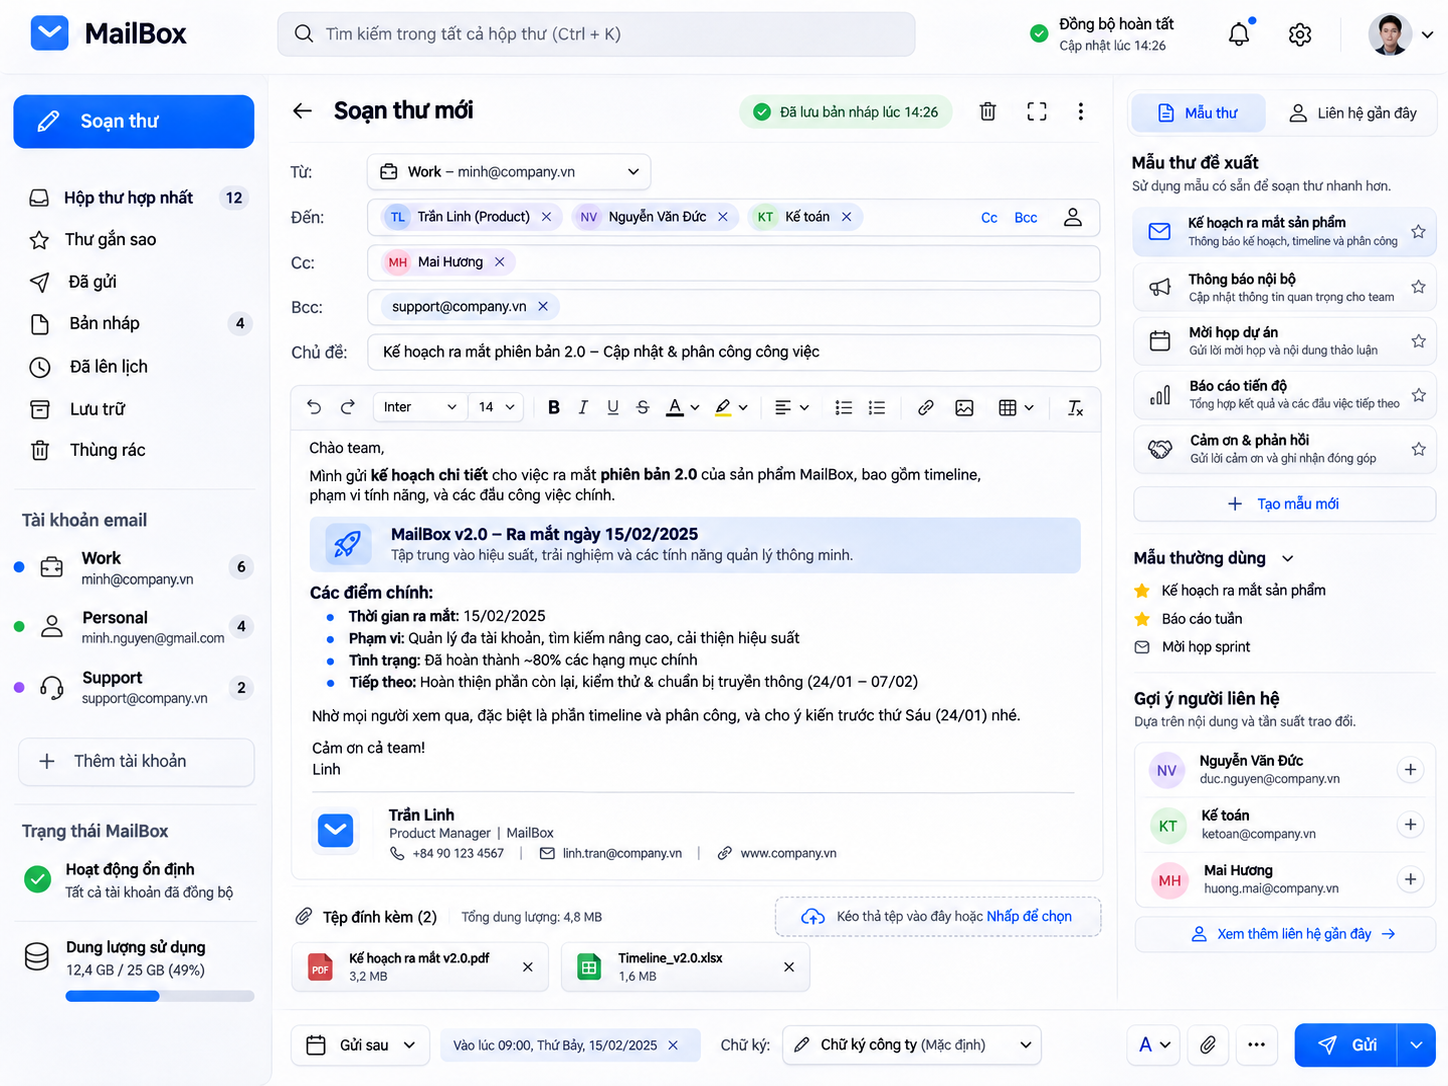 MailBox
Tìm kiếm trong tất cả hộp thư (Ctrl + K)
Đồng bộ hoàn tất
Cập nhật lúc 14:26
Soạn thư
Hộp thư hợp nhất 12
Thư gắn sao
Đã gửi
Bản nháp 4
Đã lên lịch
Lưu trữ
Thùng rác
Tài khoản email
Work
minh@company.vn
6
Personal
minh.nguyen@gmail.com
4
Support
support@company.vn
2
Thêm tài khoản
Trạng thái MailBox
Hoạt động ổn định
Tất cả tài khoản đã đồng bộ
Dung lượng sử dụng
12,4 GB / 25 GB (49%)
Soạn thư mới
Đã lưu bản nháp lúc 14:26
Từ: Work – minh@company.vn
Đến: TL Trần Linh (Product) × NV Nguyễn Văn Đức × KT Kế toán × Cc Bcc
Cc: MH Mai Hương ×
Bcc: support@company.vn ×
Chủ đề: Kế hoạch ra mắt phiên bản 2.0 – Cập nhật & phân công công việc
Inter 14 B I U S A
Chào team,
Mình gửi kế hoạch chi tiết cho việc ra mắt phiên bản 2.0 của sản phẩm MailBox, bao gồm timeline,
phạm vi tính năng, và các đầu công việc chính.
MailBox v2.0 – Ra mắt ngày 15/02/2025
Tập trung vào hiệu suất, trải nghiệm và các tính năng quản lý thông minh.
Các điểm chính:
• Thời gian ra mắt: 15/02/2025
• Phạm vi: Quản lý đa tài khoản, tìm kiếm nâng cao, cải thiện hiệu suất
• Tình trạng: Đã hoàn thành ~80% các hạng mục chính
• Tiếp theo: Hoàn thiện phần còn lại, kiểm thử & chuẩn bị truyền thông (24/01 – 07/02)
Nhờ mọi người xem qua, đặc biệt là phần timeline và phân công, và cho ý kiến trước thứ Sáu (24/01) nhé.
Cảm ơn cả team!
Linh
Trần Linh
Product Manager | MailBox
+84 90 123 4567 | linh.tran@company.vn | www.company.vn
Tệp đính kèm (2) Tổng dung lượng: 4,8 MB
Kéo thả tệp vào đây hoặc Nhấp để chọn
PDF
Kế hoạch ra mắt v2.0.pdf
3,2 MB
Timeline_v2.0.xlsx
1,6 MB
Gửi sau
Vào lúc 09:00, Thứ Bảy, 15/02/2025 ×
Chữ ký: Chữ ký công ty (Mặc định)
A
Gửi
Mẫu thư
Liên hệ gần đây
Mẫu thư đề xuất
Sử dụng mẫu có sẵn để soạn thư nhanh hơn.
Kế hoạch ra mắt sản phẩm
Thông báo kế hoạch, timeline và phân công
Thông báo nội bộ
Cập nhật thông tin quan trọng cho team
Mời họp dự án
Gửi lời mời họp và nội dung thảo luận
Báo cáo tiến độ
Tổng hợp kết quả và các đầu việc tiếp theo
Cảm ơn & phản hồi
Gửi lời cảm ơn và ghi nhận đóng góp
Tạo mẫu mới
Mẫu thường dùng
Kế hoạch ra mắt sản phẩm
Báo cáo tuần
Mời họp sprint
Gợi ý người liên hệ
Dựa trên nội dung và tần suất trao đổi.
NV
Nguyễn Văn Đức
duc.nguyen@company.vn
KT
Kế toán
ketoan@company.vn
MH
Mai Hương
huong.mai@company.vn
Xem thêm liên hệ gần đây →